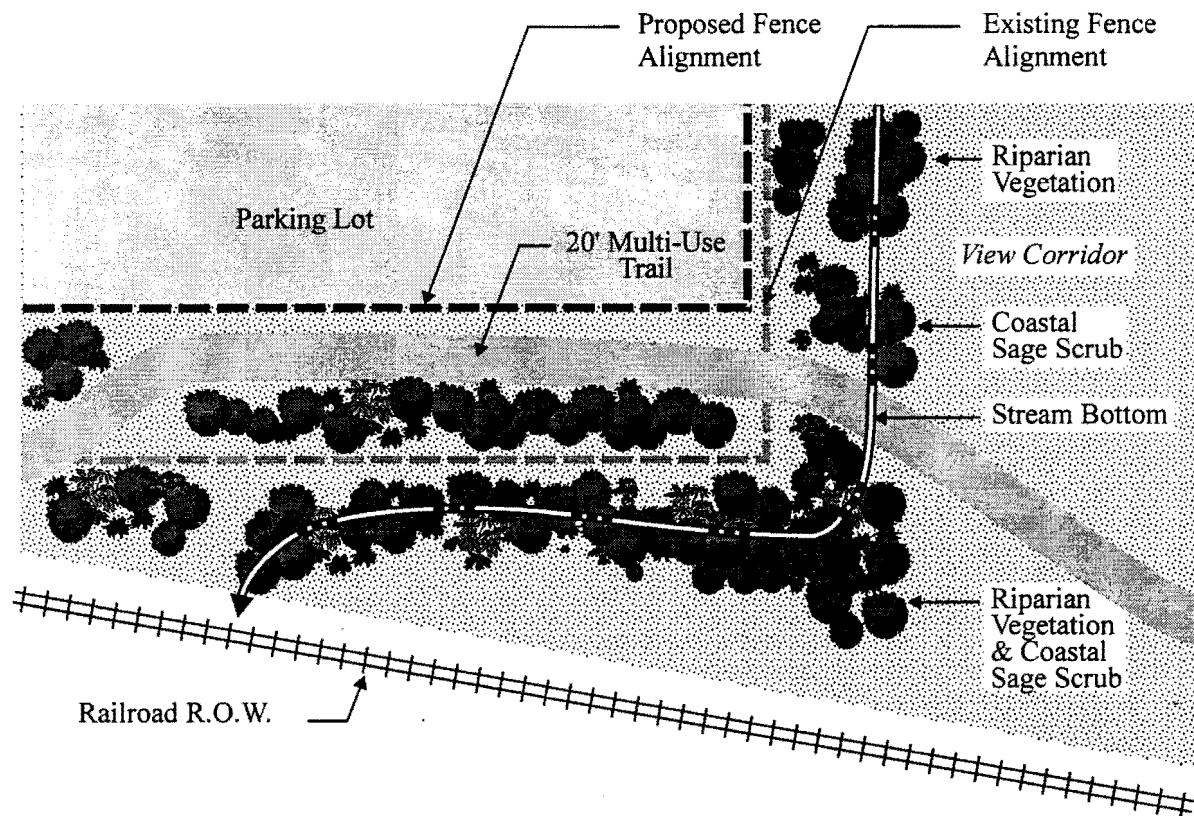 Proposed Fence
Alignment
Existing Fence
Alignment
Riparian
Vegetation
Parking Lot
20' Multi-Use
Trail
View Corridor
Coastal
Sage Scrub
Stream Bottom
Riparian
Vegetation
& Coastal
Sage Scrub
Railroad R.O.W.